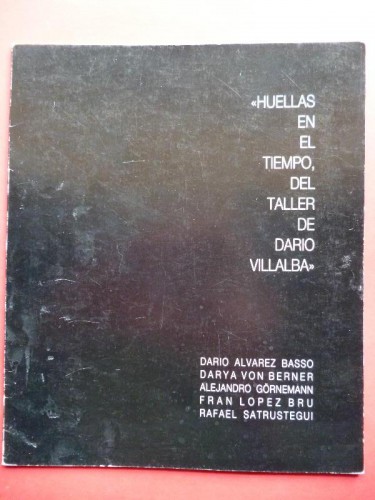 «HUELLAS
EN
EL
TIEMPO,
DEL
TALLER
DE
DARIO
VILLALBA»
DARIO ALVAREZ BASSO
DARYA VON BERNER
ALEJANDRO GÖRNEMANN
FRAN LOPEZ BRU
RAFAEL SATRUSTEGUI